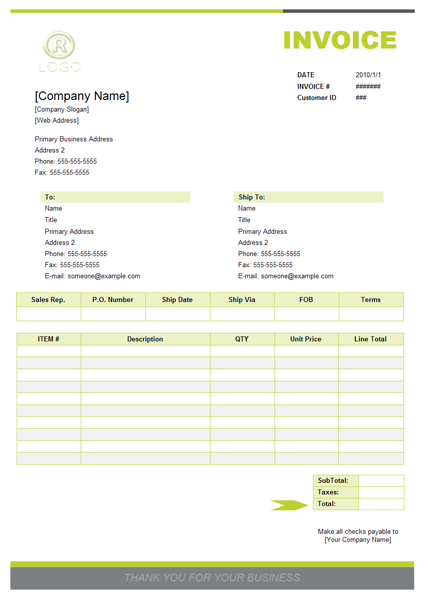 INVOICE
R
LOGO
DATE 2010/1/1
INVOICE # #######
Customer ID ###
[Company Name]
[Company Slogan]
[Web Address]
Primary Business Address
Address 2
Phone: 555-555-5555
Fax: 555-555-5555
To: Ship To:
Name Name
Title Title
Primary Address Primary Address
Address 2 Address 2
Phone: 555-555-5555 Phone: 555-555-5555
Fax: 555-555-5555 Fax: 555-555-5555
E-mail: someone@example.com E-mail: someone@example.com
Sales Rep. P.O. Number Ship Date Ship Via FOB Terms
ITEM # Description QTY Unit Price Line Total
SubTotal:
Taxes:
Total:
Make all checks payable to
[Your Company Name]
THANK YOU FOR YOUR BUSINESS